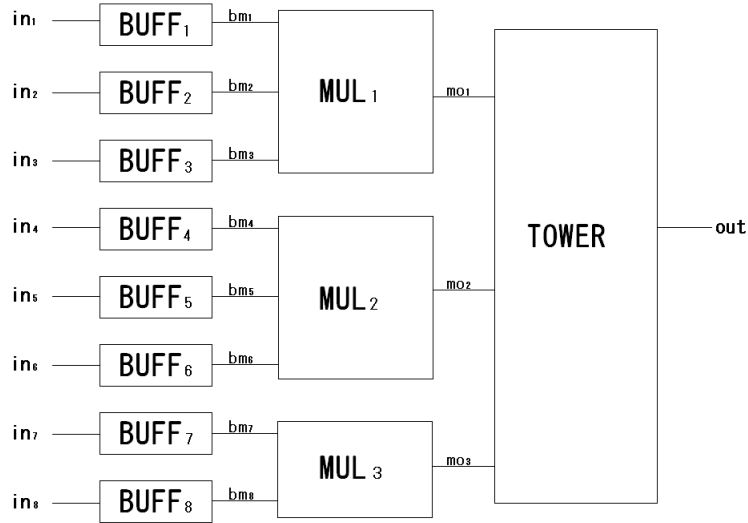 in₁ BUFF₁ bm₁
in₂ BUFF₂ bm₂ MUL₁ mo₁
in₃ BUFF₃ bm₃
in₄ BUFF₄ bm₄ TOWER out
in₅ BUFF₅ bm₅ MUL₂ mo₂
in₆ BUFF₆ bm₆
in₇ BUFF₇ bm₇
MUL₃ mo₃
in₈ BUFF₈ bm₈